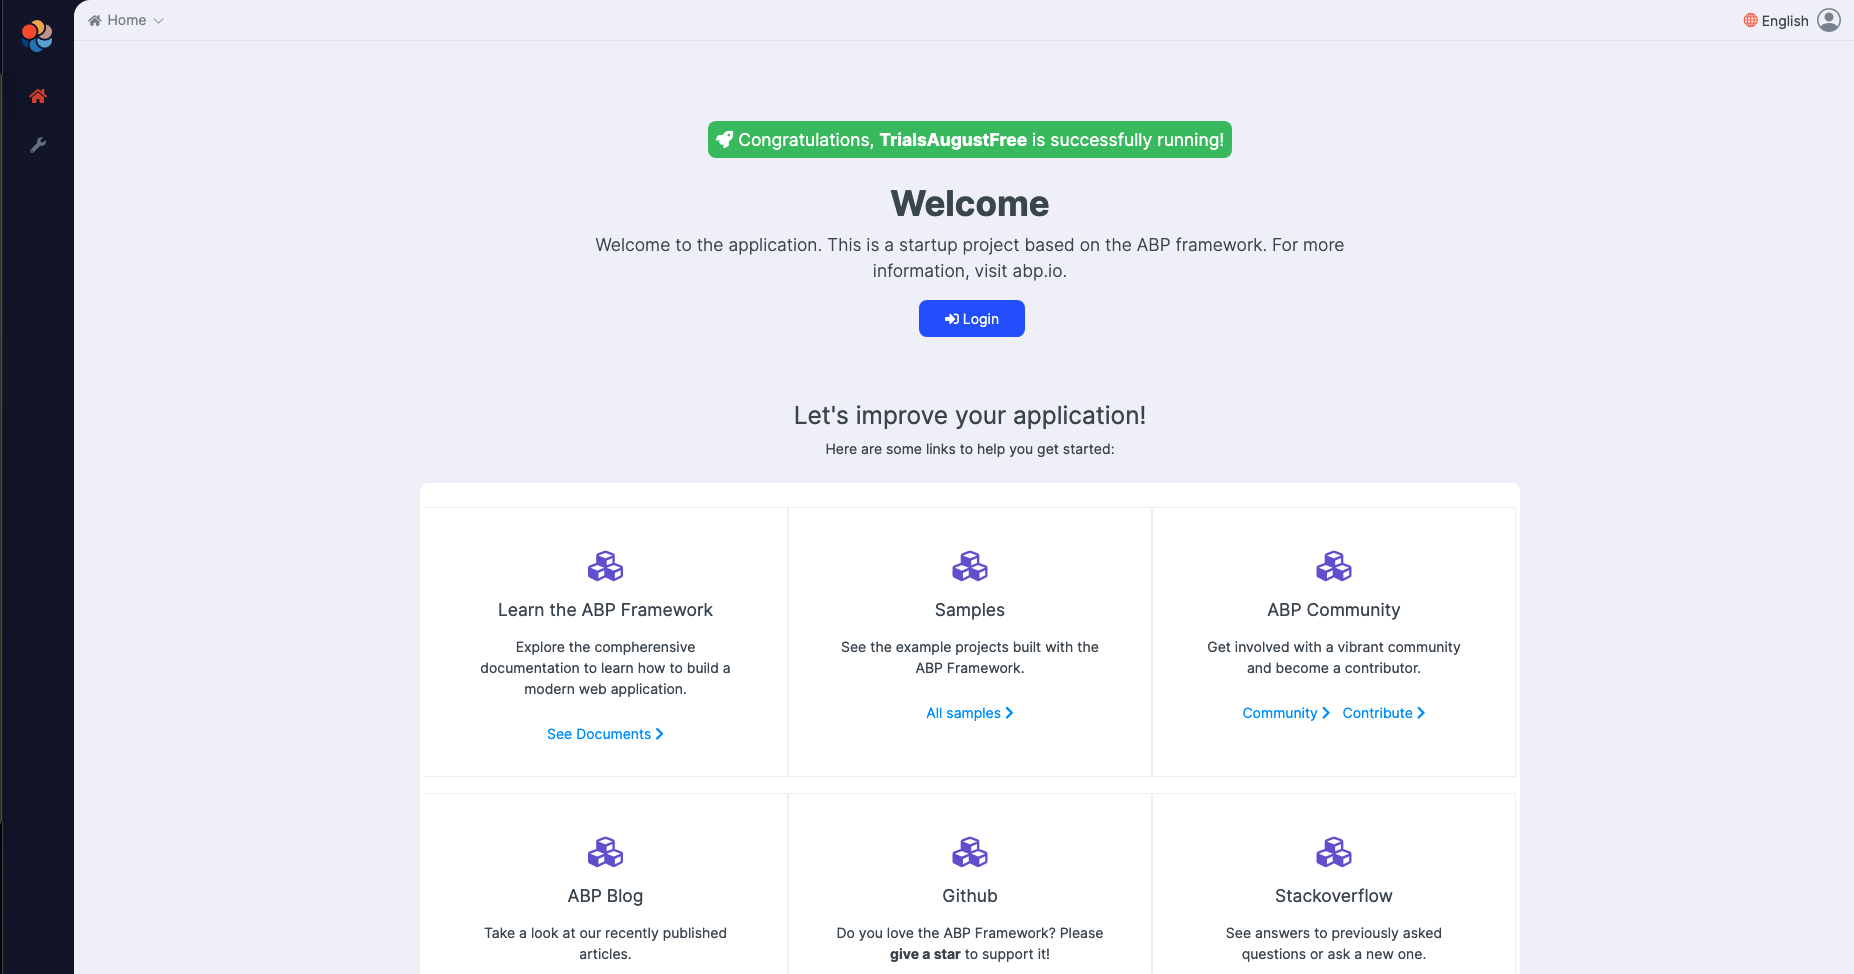 Home
English
Congratulations, TrialsAugustFree is successfully running!
Welcome
Welcome to the application. This is a startup project based on the ABP framework. For more
information, visit abp.io.
Login
Let's improve your application!
Here are some links to help you get started:
Learn the ABP Framework
Explore the compherensive
documentation to learn how to build a
modern web application.
See Documents
Samples
See the example projects built with the
ABP Framework.
All samples
ABP Community
Get involved with a vibrant community
and become a contributor.
Community Contribute
ABP Blog
Take a look at our recently published
articles.
Github
Do you love the ABP Framework? Please
give a star to support it!
Stackoverflow
See answers to previously asked
questions or ask a new one.